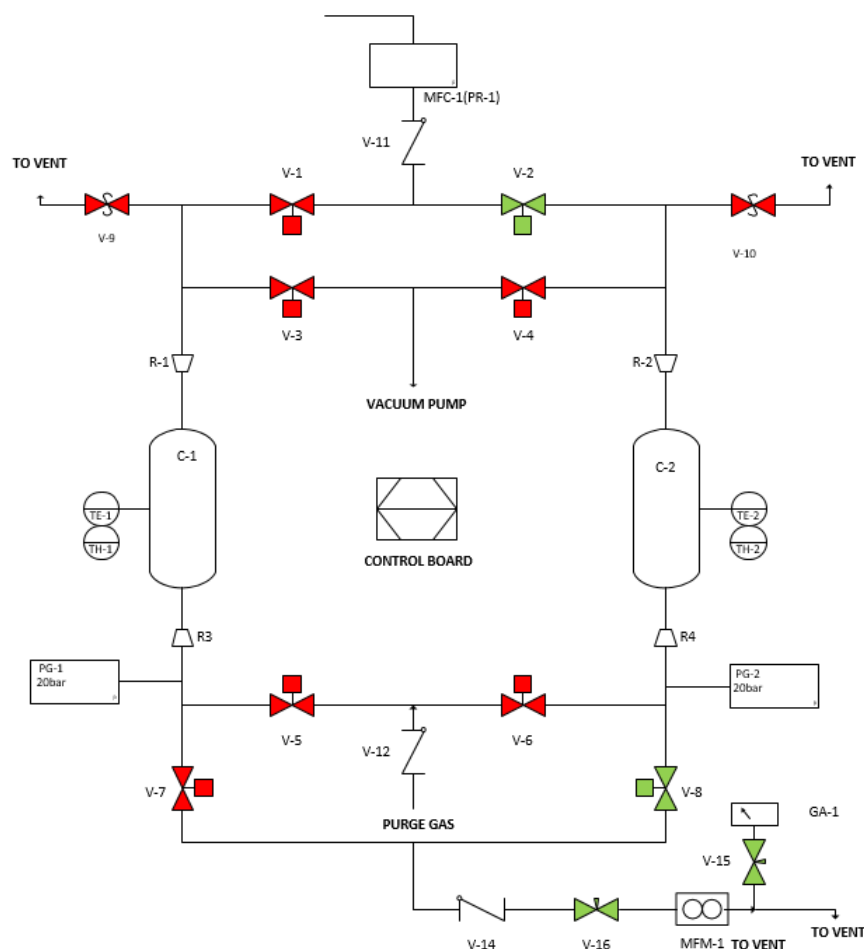 MFC-1(PR-1)
V-11
TO VENT
V-1
V-2
TO VENT
V-9
V-10
V-3
V-4
R-1
R-2
VACUUM PUMP
C-1
C-2
TE-1
TH-1
TE-2
TH-2
CONTROL BOARD
R3
R4
PG-1
20bar
PG-2
20bar
V-5
V-6
V-12
V-7
V-8
PURGE GAS
GA-1
V-15
V-14
V-16
MFM-1
TO VENT
TO VENT